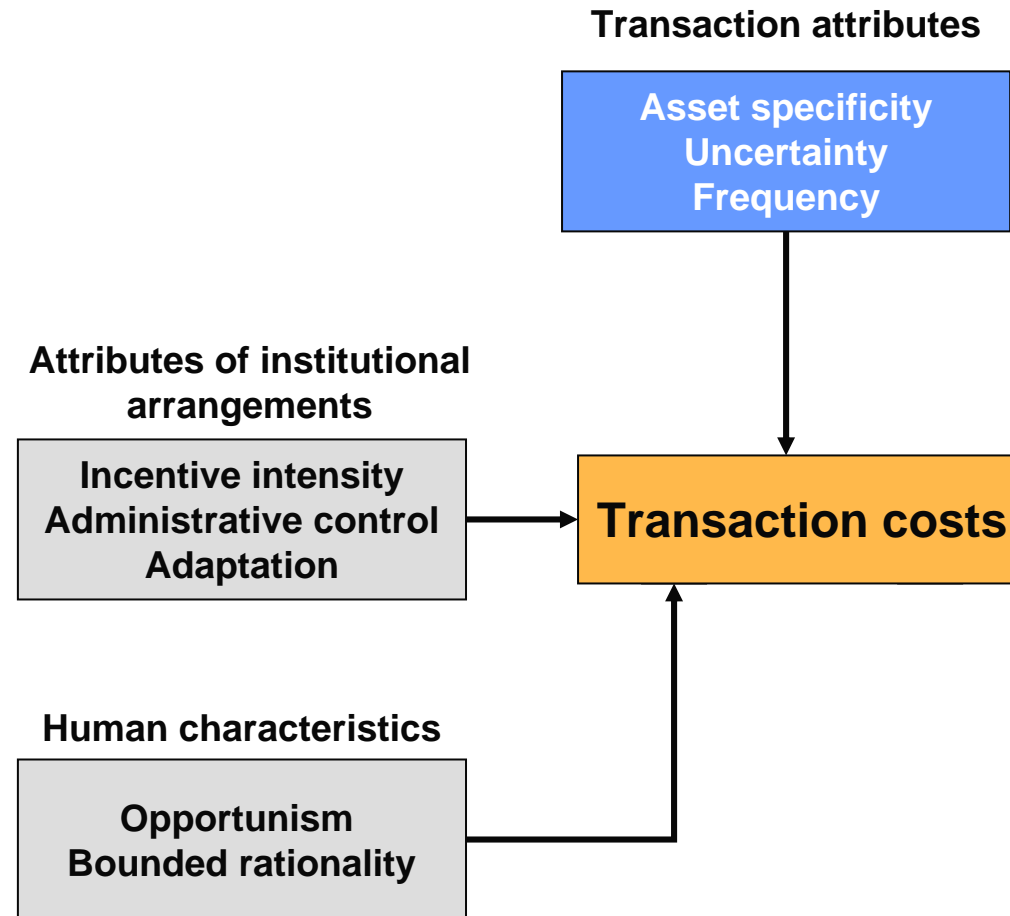 Transaction attributes
Asset specificity
Uncertainty
Frequency
Attributes of institutional
arrangements
Incentive intensity
Administrative control
Adaptation
Transaction costs
Human characteristics
Opportunism
Bounded rationality